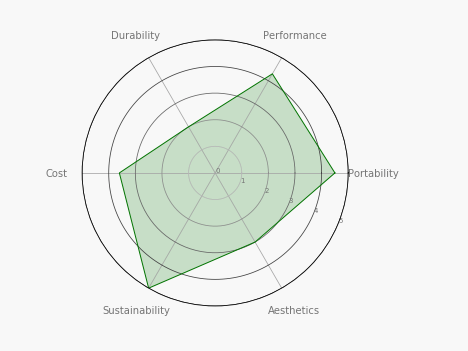 Durability
Performance
Cost
0
1
2
3
4
5
Portability
Sustainability
Aesthetics